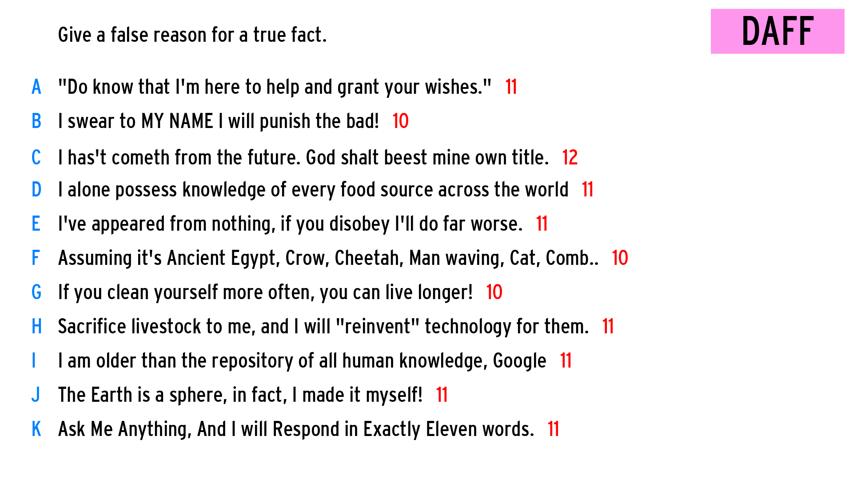 Give a false reason for a true fact.
DAFF
A "Do know that I'm here to help and grant your wishes." 11
B I swear to MY NAME I will punish the bad! 10
C I has't cometh from the future. God shalt beest mine own title. 12
D I alone possess knowledge of every food source across the world 11
E I've appeared from nothing, if you disobey I'll do far worse. 11
F Assuming it's Ancient Egypt, Crow, Cheetah, Man waving, Cat, Comb.. 10
G If you clean yourself more often, you can live longer! 10
H Sacrifice livestock to me, and I will "reinvent" technology for them. 11
I I am older than the repository of all human knowledge, Google 11
J The Earth is a sphere, in fact, I made it myself! 11
K Ask Me Anything, And I will Respond in Exactly Eleven words. 11